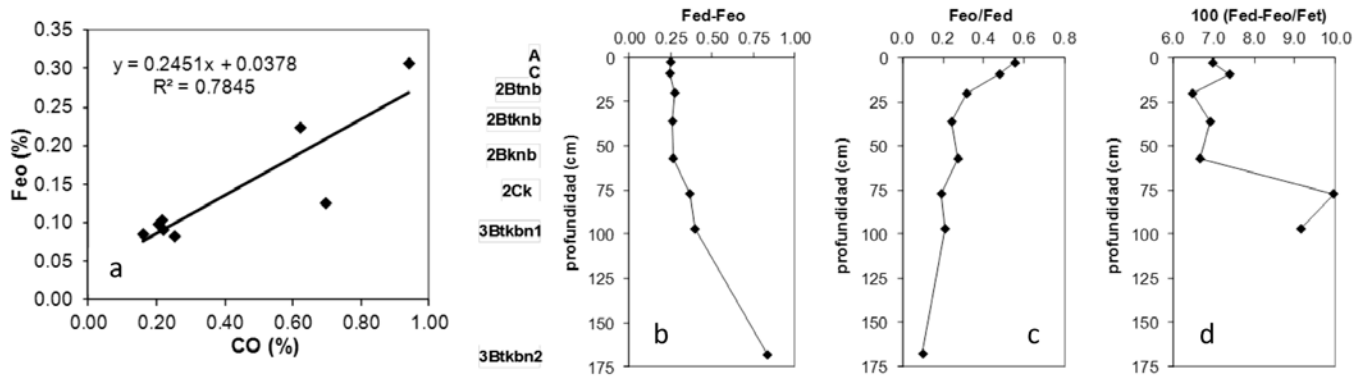 Feo (%)
0.35
0.30
0.25
0.20
0.15
0.10
0.05
0.00
y = 0.2451x + 0.0378
R² = 0.7845
a
0.00 0.20 0.40 0.60 0.80 1.00
CO (%)
A
C
2Btnb
2Btknb
2Bknb
2Ck
3Btkbn1
3Btkbn2
Fed-Feo
0.00 0.25 0.50 0.75 1.00
profundidad (cm)
0
25
50
75
100
125
150
175
b
Feo/Fed
0.0 0.2 0.4 0.6 0.8
profundidad (cm)
0
25
50
75
100
125
150
175
c
100 (Fed-Feo/Fet)
6.0 7.0 8.0 9.0 10.0
profundidad (cm)
0
25
50
75
100
125
150
175
d